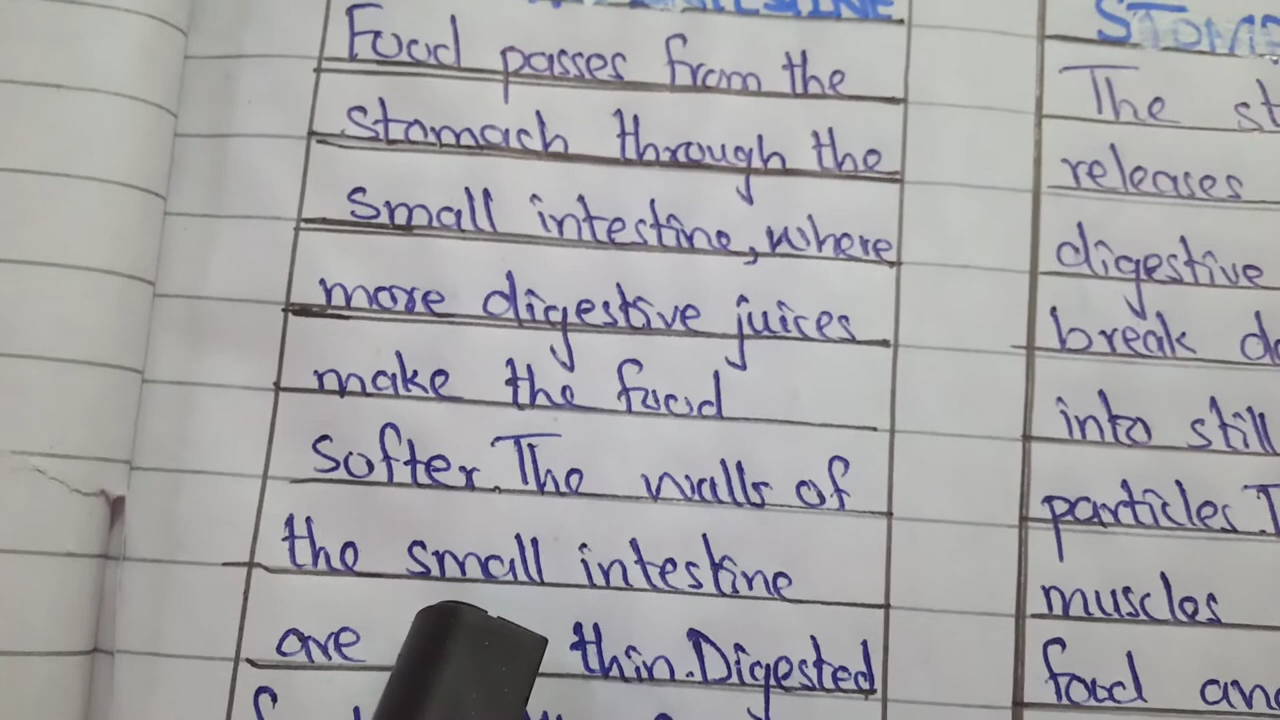 Food passes from the
stomach through the
small intestine, where
more digestive juices
make the food
softer. The walls of
the small intestine
are thin. Digested
The
releases
digestive
break
into still
particles.
muscles
food and